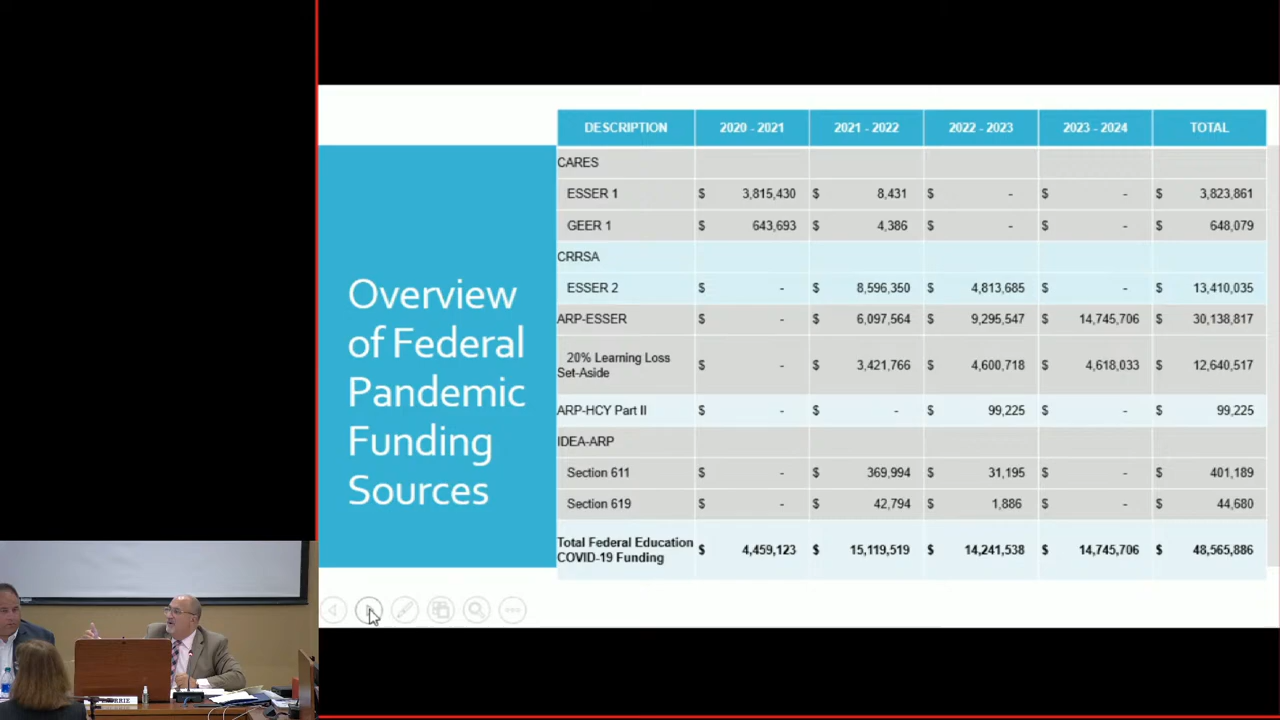 Overview
of Federal
Pandemic
Funding
Sources
DESCRIPTION 2020 - 2021 2021 - 2022 2022 - 2023 2023 - 2024 TOTAL
CARES
ESSER 1 $ 3,815,430 $ 8,431 $ - $ - $ 3,823,861
GEER 1 $ 643,693 $ 4,386 $ - $ - $ 648,079
CRRSA
ESSER 2 $ - $ 8,596,350 $ 4,813,685 $ - $ 13,410,035
ARP-ESSER $ - $ 6,097,564 $ 9,295,547 $ 14,745,706 $ 30,138,817
20% Learning Loss
Set-Aside $ - $ 3,421,766 $ 4,600,718 $ 4,618,033 $ 12,640,517
ARP-HCY Part II $ - $ - $ 99,225 $ - $ 99,225
IDEA-ARP
Section 611 $ - $ 369,994 $ 31,195 $ - $ 401,189
Section 619 $ - $ 42,794 $ 1,886 $ - $ 44,680
Total Federal Education
COVID-19 Funding $ 4,459,123 $ 15,119,519 $ 14,241,538 $ 14,745,706 $ 48,565,886